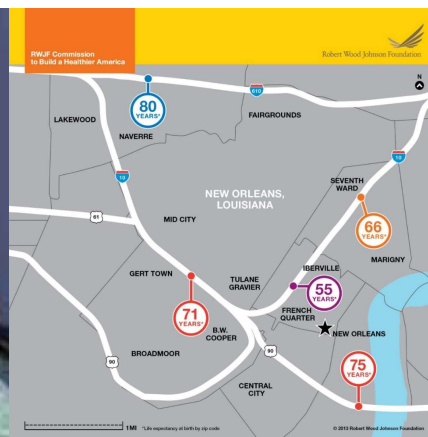 RWJF Commission
to Build a Healthier America
Robert Wood Johnson Foundation
N
80
YEARS*
610
LAKEWOOD
NAVERRE
FAIRGROUNDS
10
10
SEVENTH
WARD
NEW ORLEANS,
LOUISIANA
61
MID CITY
66
YEARS*
MARIGNY
GERT TOWN
TULANE
GRAVIER
IBERVILLE
55
YEARS*
71
YEARS*
FRENCH
QUARTER
B.W.
COOPER
NEW ORLEANS
90
BROADMOOR
90
75
YEARS*
CENTRAL
CITY
1MI
*Life expectancy at birth by zip code
© 2013 Robert Wood Johnson Foundation